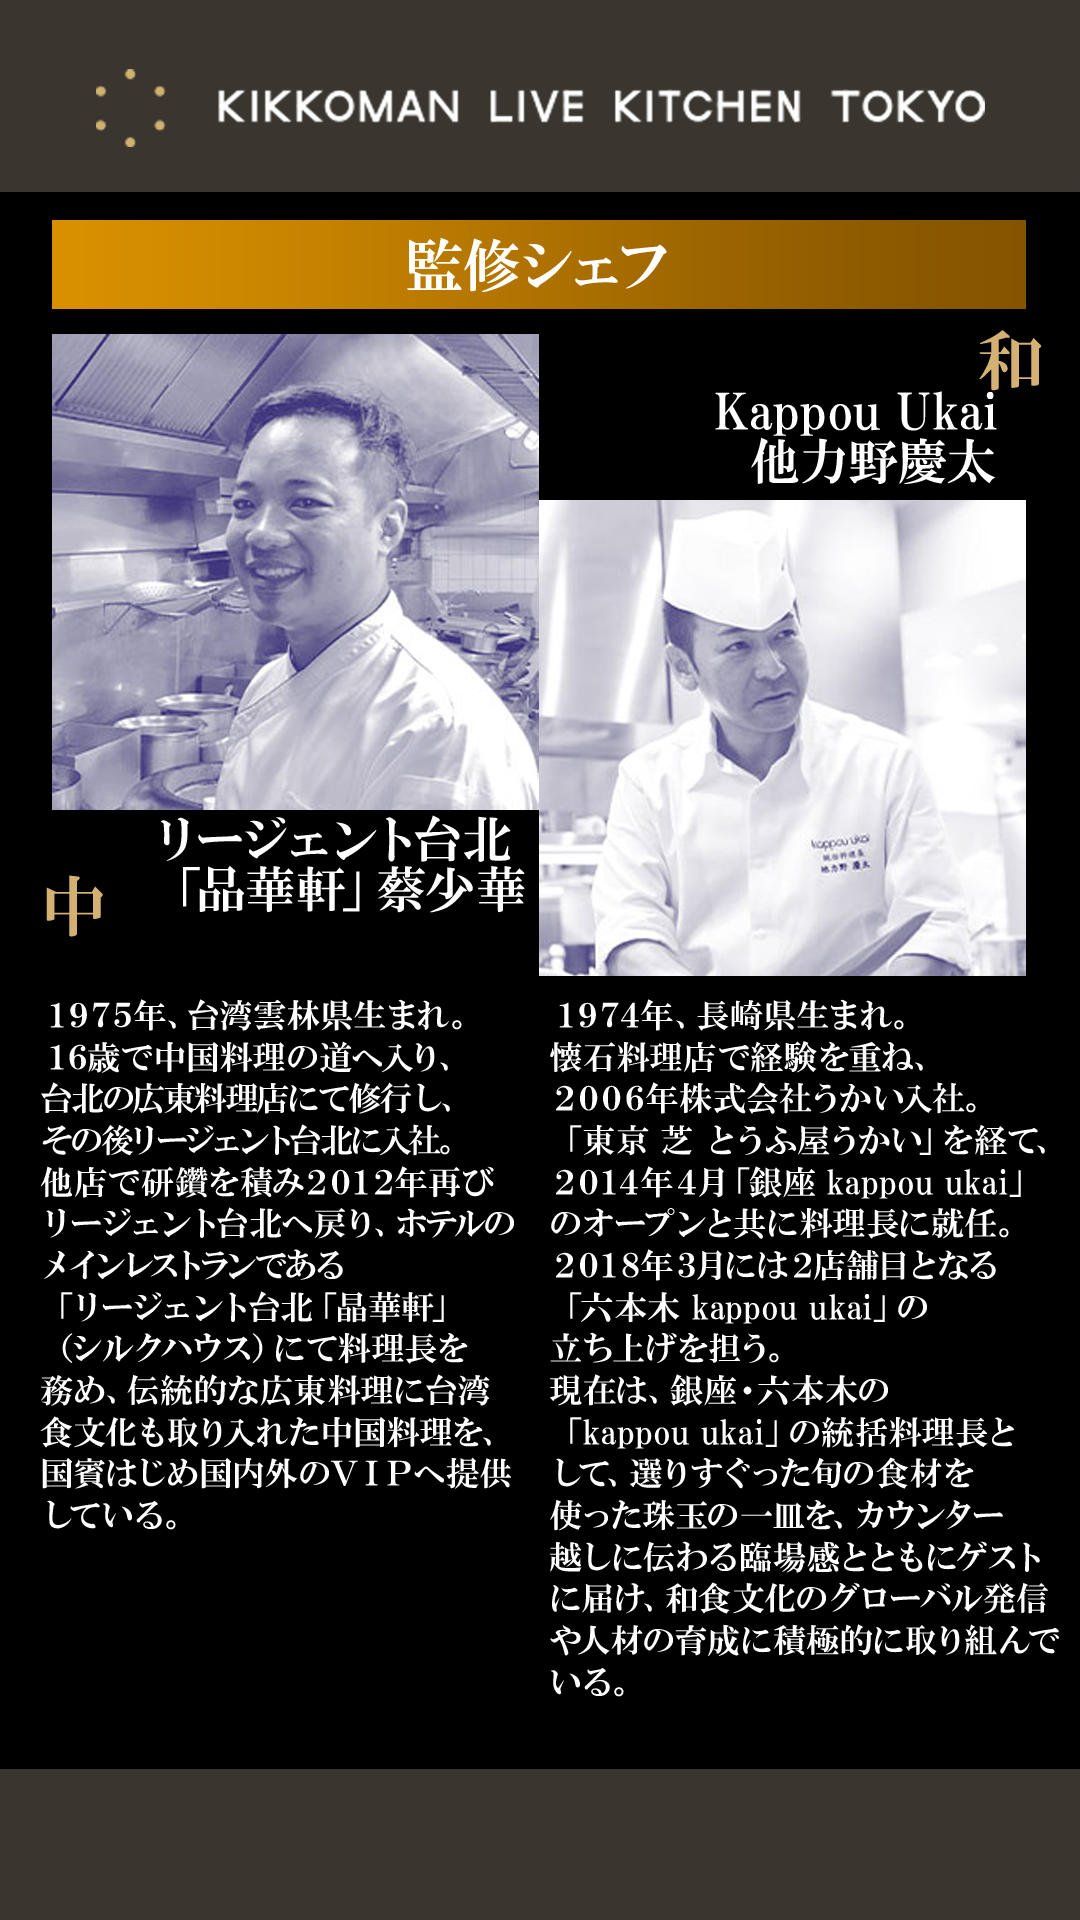 KIKKOMAN LIVE KITCHEN TOKYO
監修シェフ
和
Kappou Ukai
他力野慶太
リージェント台北
「品華軒」蔡少華
中
kappou ukai
統括料理長
他力野 慶太
1975年、台湾雲林県生まれ。
16歳で中国料理の道へ入り、
台北の広東料理店にて修行し、
その後リージェント台北に入社。
他店で研鑽を積み2012年再び
リージェント台北へ戻り、ホテルの
メインレストランである
「リージェント台北「晶華軒」
（シルクハウス）にて料理長を
務め、伝統的な広東料理に台湾
食文化も取り入れた中国料理を、
国賓はじめ国内外のＶＩＰへ提供
している。
1974年、長崎県生まれ。
懐石料理店で経験を重ね、
2006年株式会社うかい入社。
「東京 芝 とうふ屋うかい」を経て、
2014年4月「銀座 kappou ukai」
のオープンと共に料理長に就任。
2018年3月には2店舗目となる
「六本木 kappou ukai」の
立ち上げを担う。
現在は、銀座・六本木の
「kappou ukai」の統括料理長と
して、選りすぐった旬の食材を
使った珠玉の一皿を、カウンター
越しに伝わる臨場感とともにゲスト
に届け、和食文化のグローバル発信
や人材の育成に積極的に取り組んで
いる。